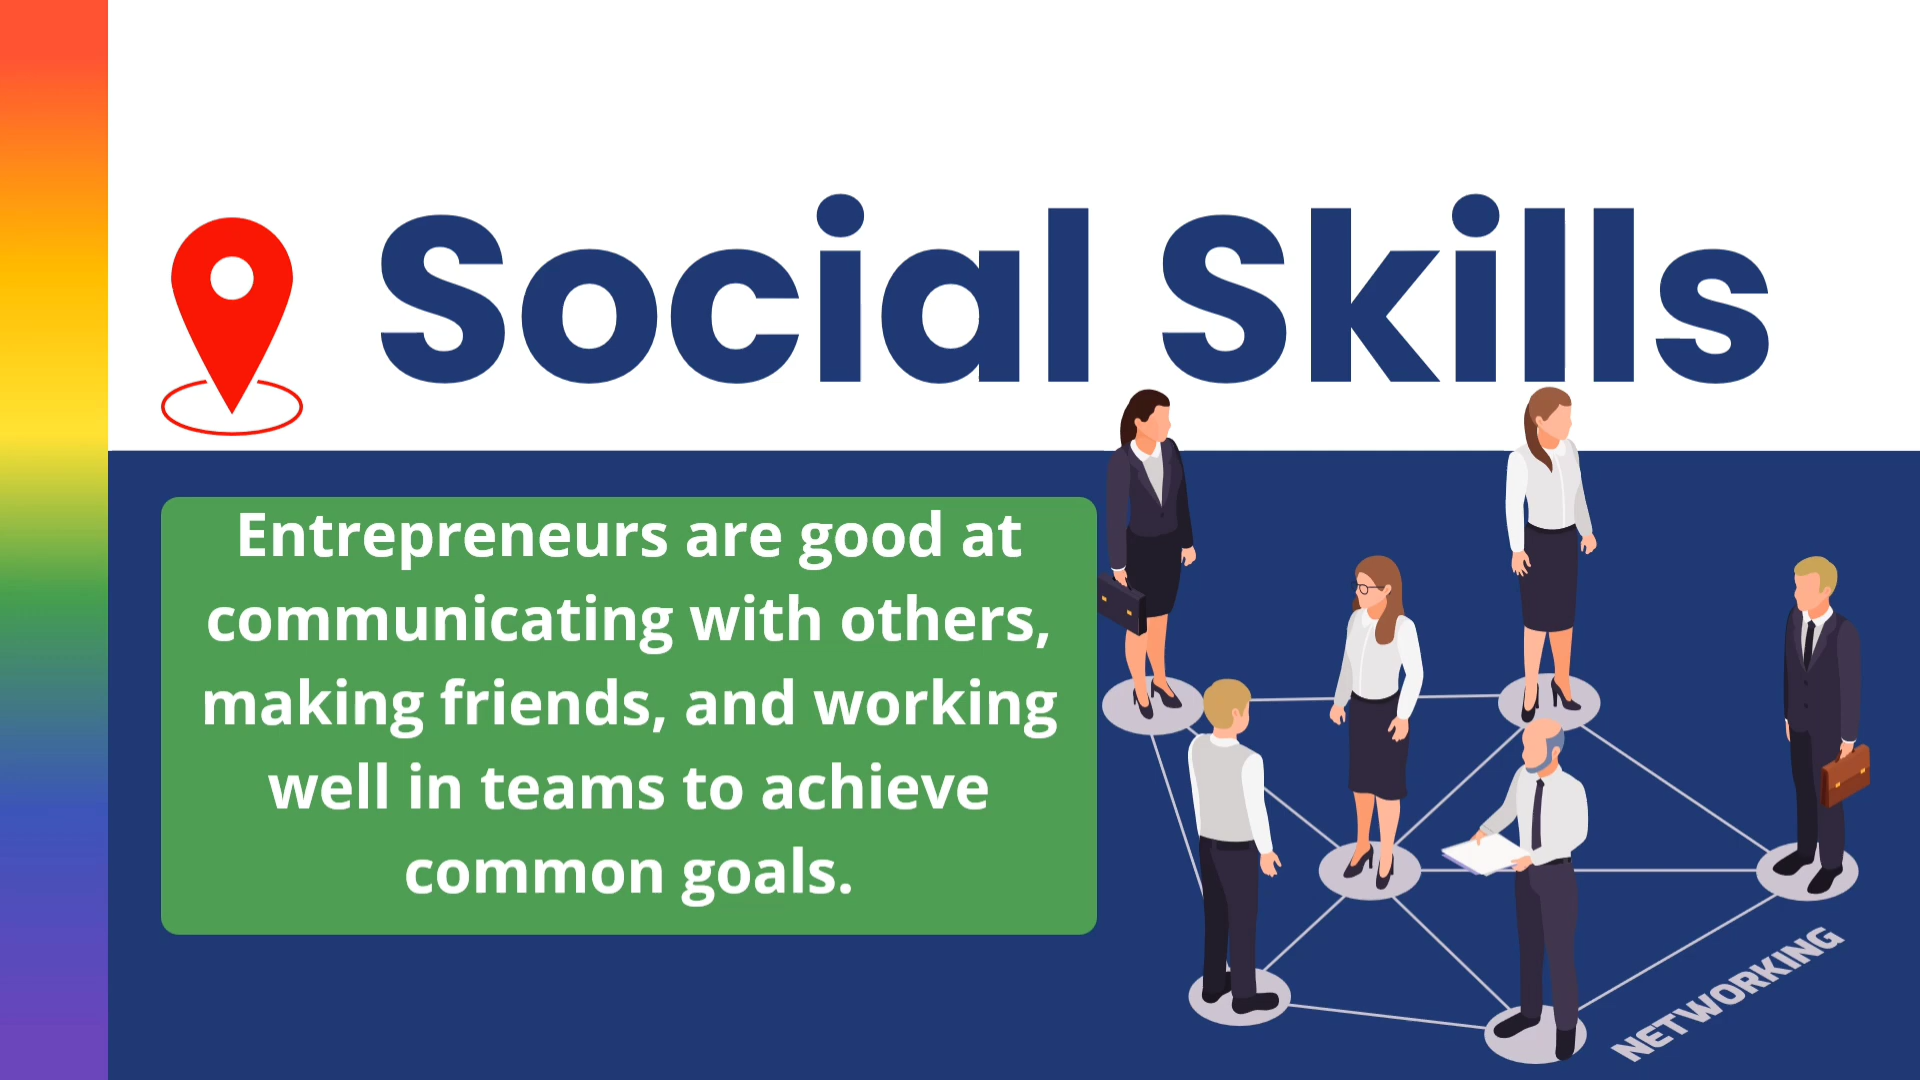 Social Skills
Entrepreneurs are good at
communicating with others,
making friends, and working
well in teams to achieve
common goals.
NETWORKING